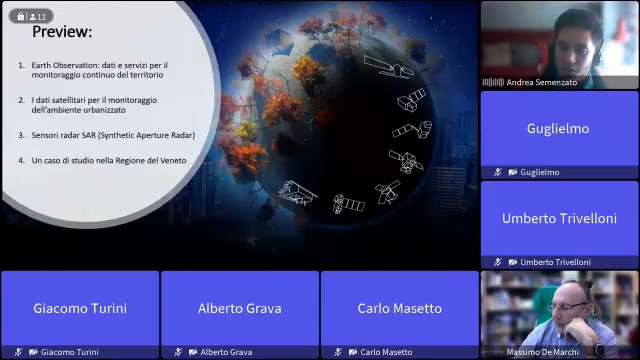 11
Preview:
1. Earth Observation: dati e servizi per il
monitoraggio continuo del territorio
2. I dati satellitari per il monitoraggio
dell'ambiente urbanizzato
3. Sensori radar SAR (Synthetic Aperture Radar)
4. Un caso di studio nella Regione del Veneto
Andrea Semenzato
Guglielmo
Guglielmo
Umberto Trivelloni
Umberto Trivelloni
Giacomo Turini
Alberto Grava
Carlo Masetto
Giacomo Turini
Alberto Grava
Carlo Masetto
Massimo De Marchi